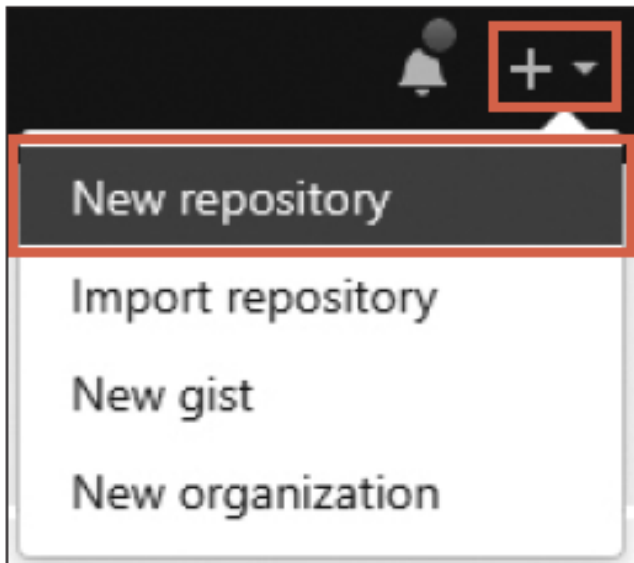 New repository
Import repository
New gist
New organization